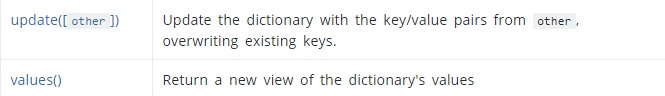 update([ other ]) Update the dictionary with the key/value pairs from other ,
overwriting existing keys.
values() Return a new view of the dictionary's values